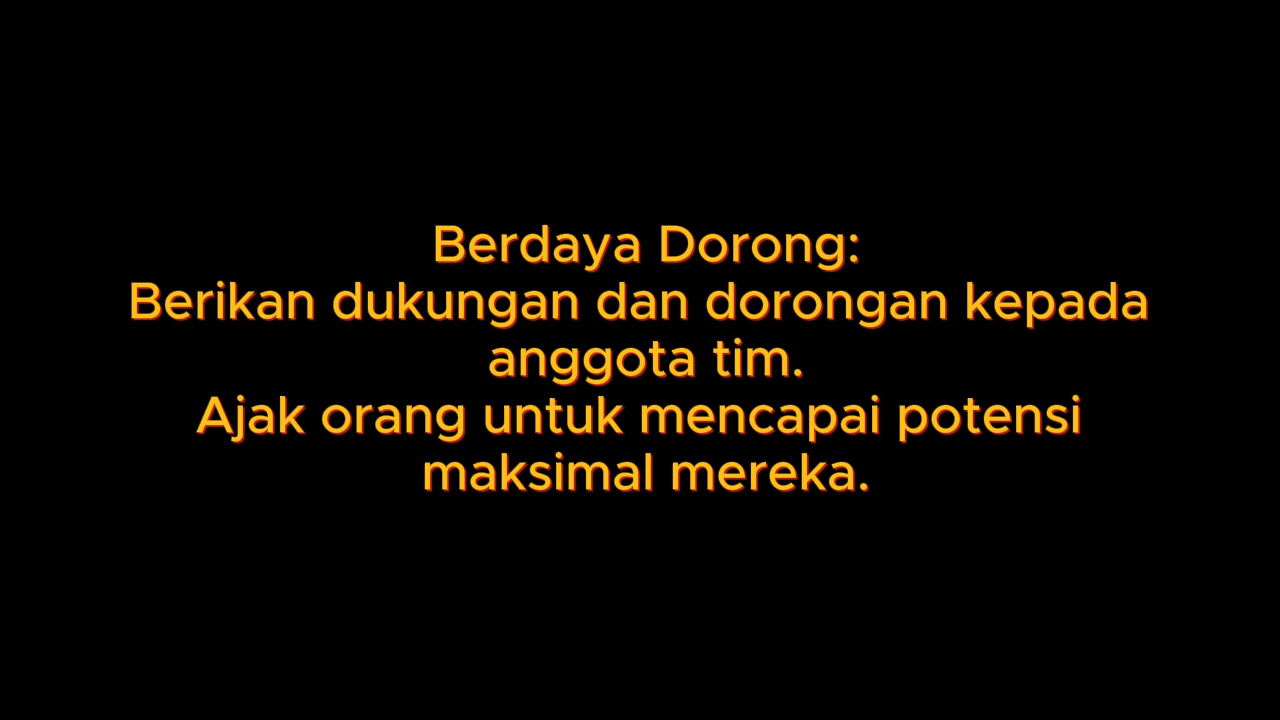 Berdaya Dorong:
Berikan dukungan dan dorongan kepada
anggota tim.
Ajak orang untuk mencapai potensi
maksimal mereka.